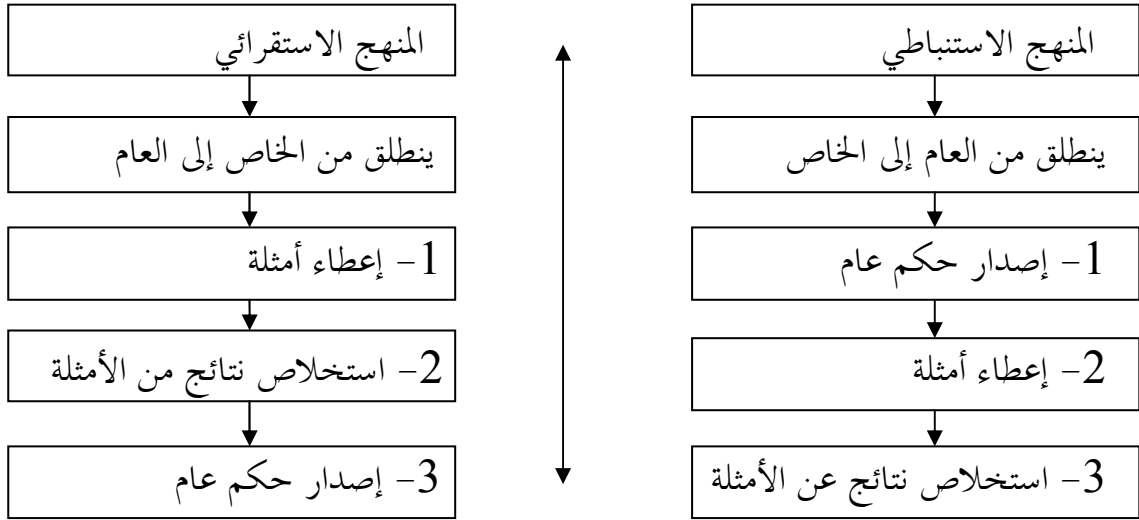 المنهج الاستنباطي
ينطلق من العام إلى الخاص
1- إصدار حكم عام
2- إعطاء أمثلة
3- استخلاص نتائج عن الأمثلة
المنهج الاستقرائي
ينطلق من الخاص إلى العام
1- إعطاء أمثلة
2- استخلاص نتائج من الأمثلة
3- إصدار حكم عام